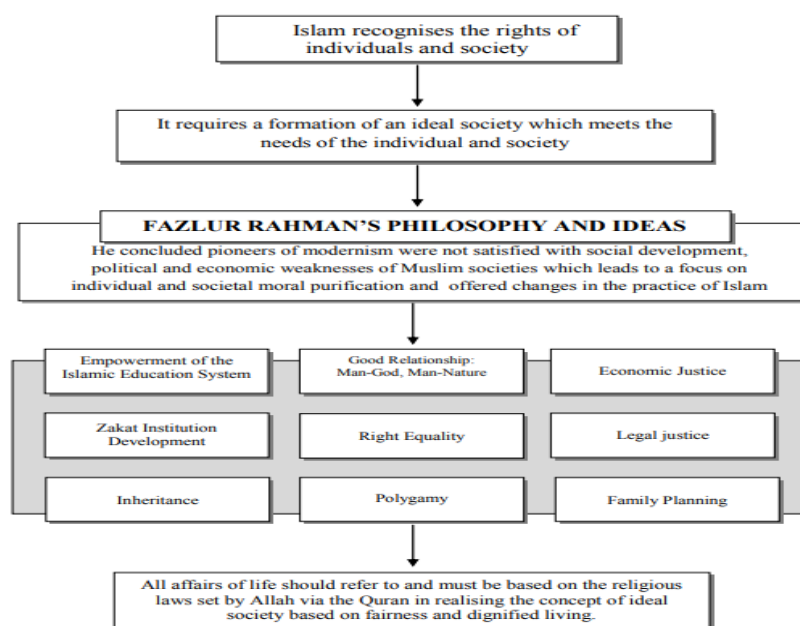 Islam recognises the rights of
individuals and society
It requires a formation of an ideal society which meets the
needs of the individual and society
FAZLUR RAHMAN'S PHILOSOPHY AND IDEAS
He concluded pioneers of modernism were not satisfied with social development,
political and economic weaknesses of Muslim societies which leads to a focus on
individual and societal moral purification and offered changes in the practice of Islam
Empowerment of the
Islamic Education System
Good Relationship:
Man-God, Man-Nature
Economic Justice
Zakat Institution
Development
Right Equality
Legal justice
Inheritance
Polygamy
Family Planning
All affairs of life should refer to and must be based on the religious
laws set by Allah via the Quran in realising the concept of ideal
society based on fairness and dignified living.